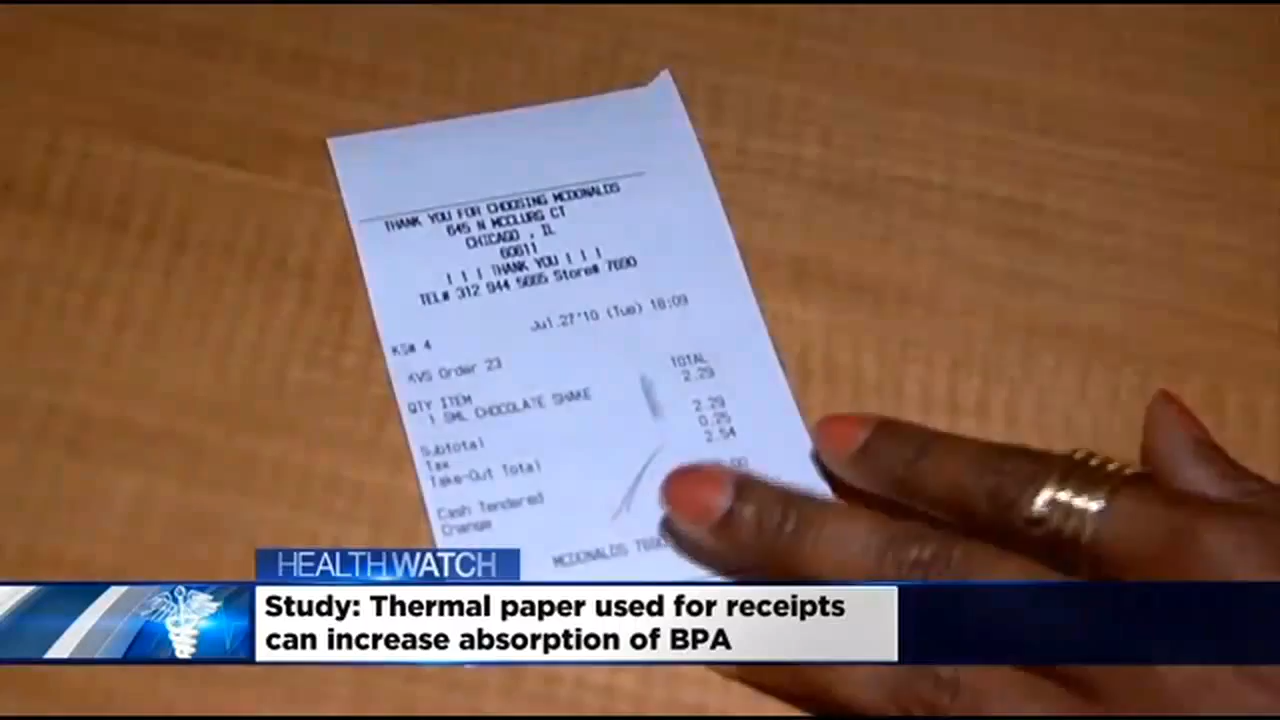 THANK YOU FOR CHOOSING MCDONALDS
645 N MCCLURG CT
CHICAGO , IL
60611
! ! ! THANK YOU ! ! !
TEL# 312 944 5665 Store# 7690
Jul.27'10 (Tue) 18:09
KS# 4
KVS Order 23
QTY ITEM TOTAL
1 SML CHOCOLATE SHAKE 2.29
Subtotal 2.29
Tax 0.25
Take-Out Total 2.54
Cash Tendered
Change
MCDONALDS
HEALTHWATCH
Study: Thermal paper used for receipts
can increase absorption of BPA